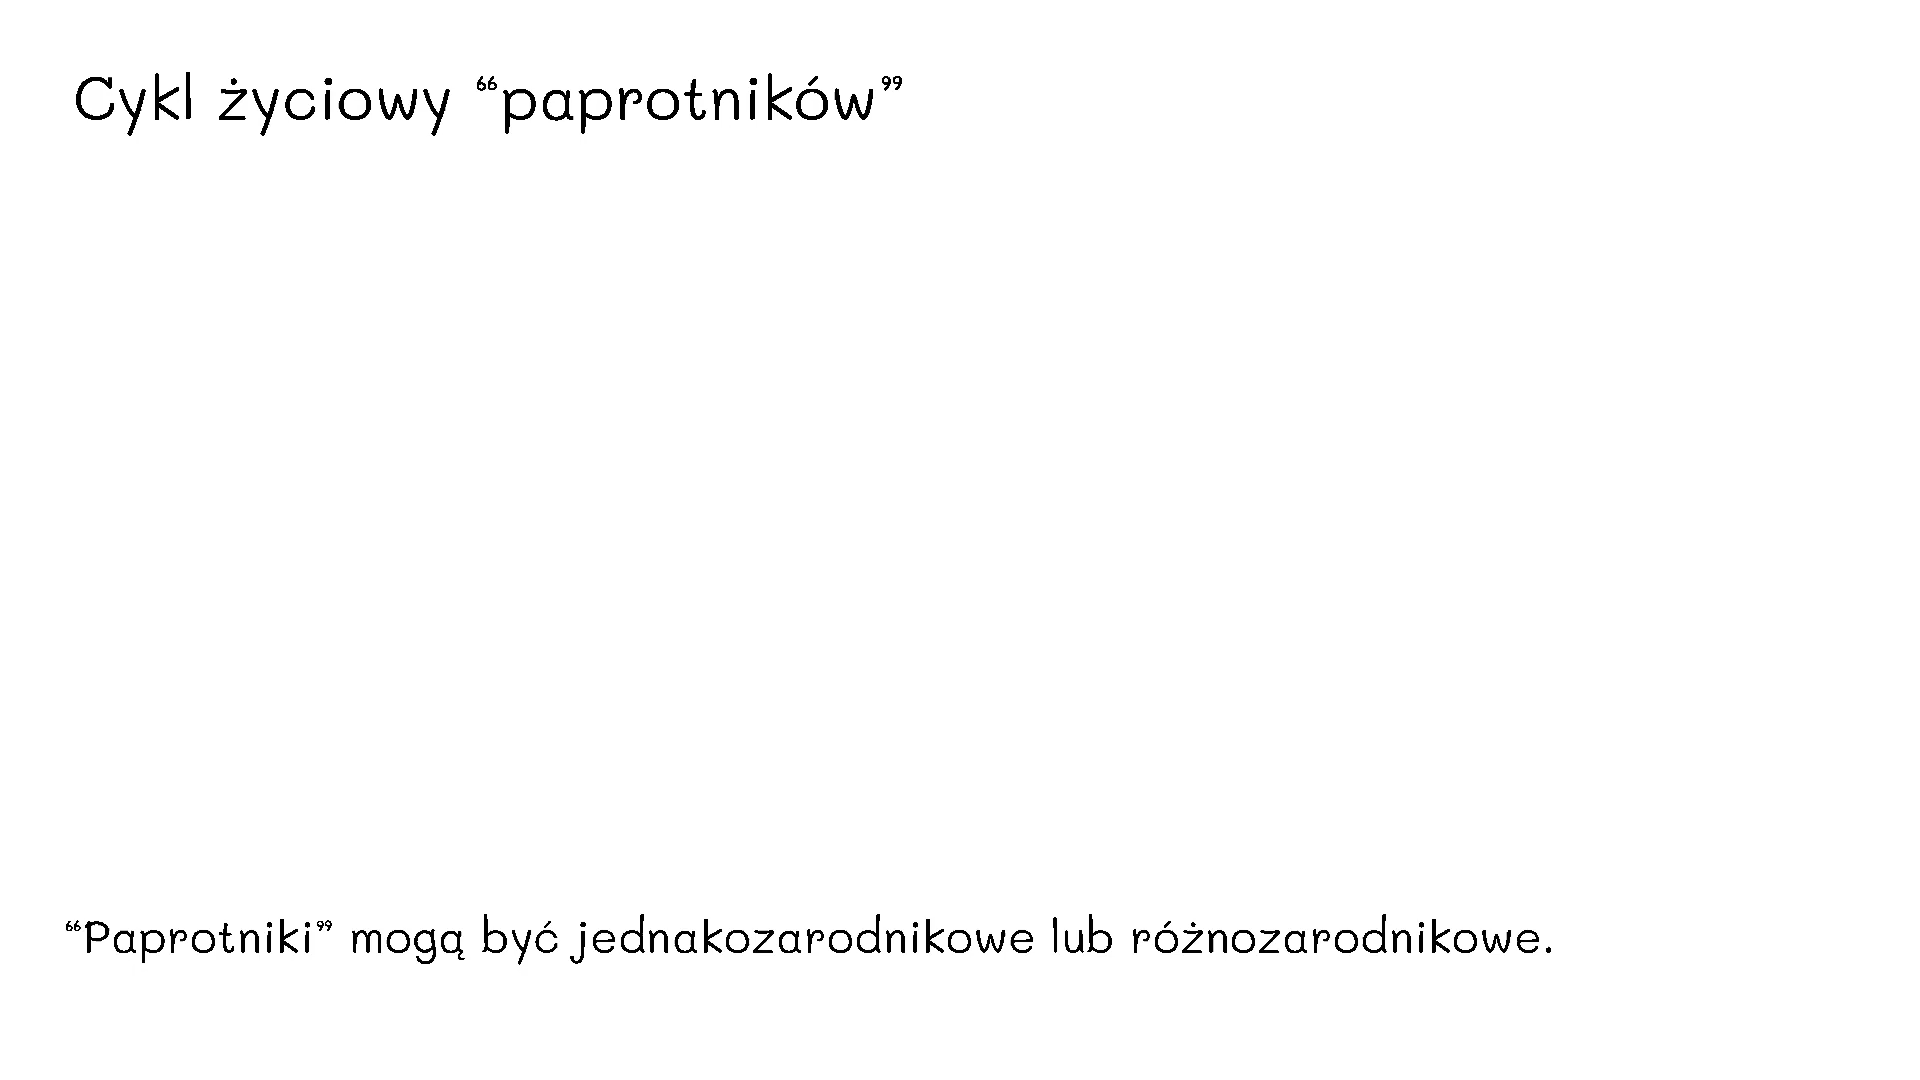 Cykl życiowy “paprotników”
“Paprotniki” mogą być jednakozarodnikowe lub różnozarodnikowe.